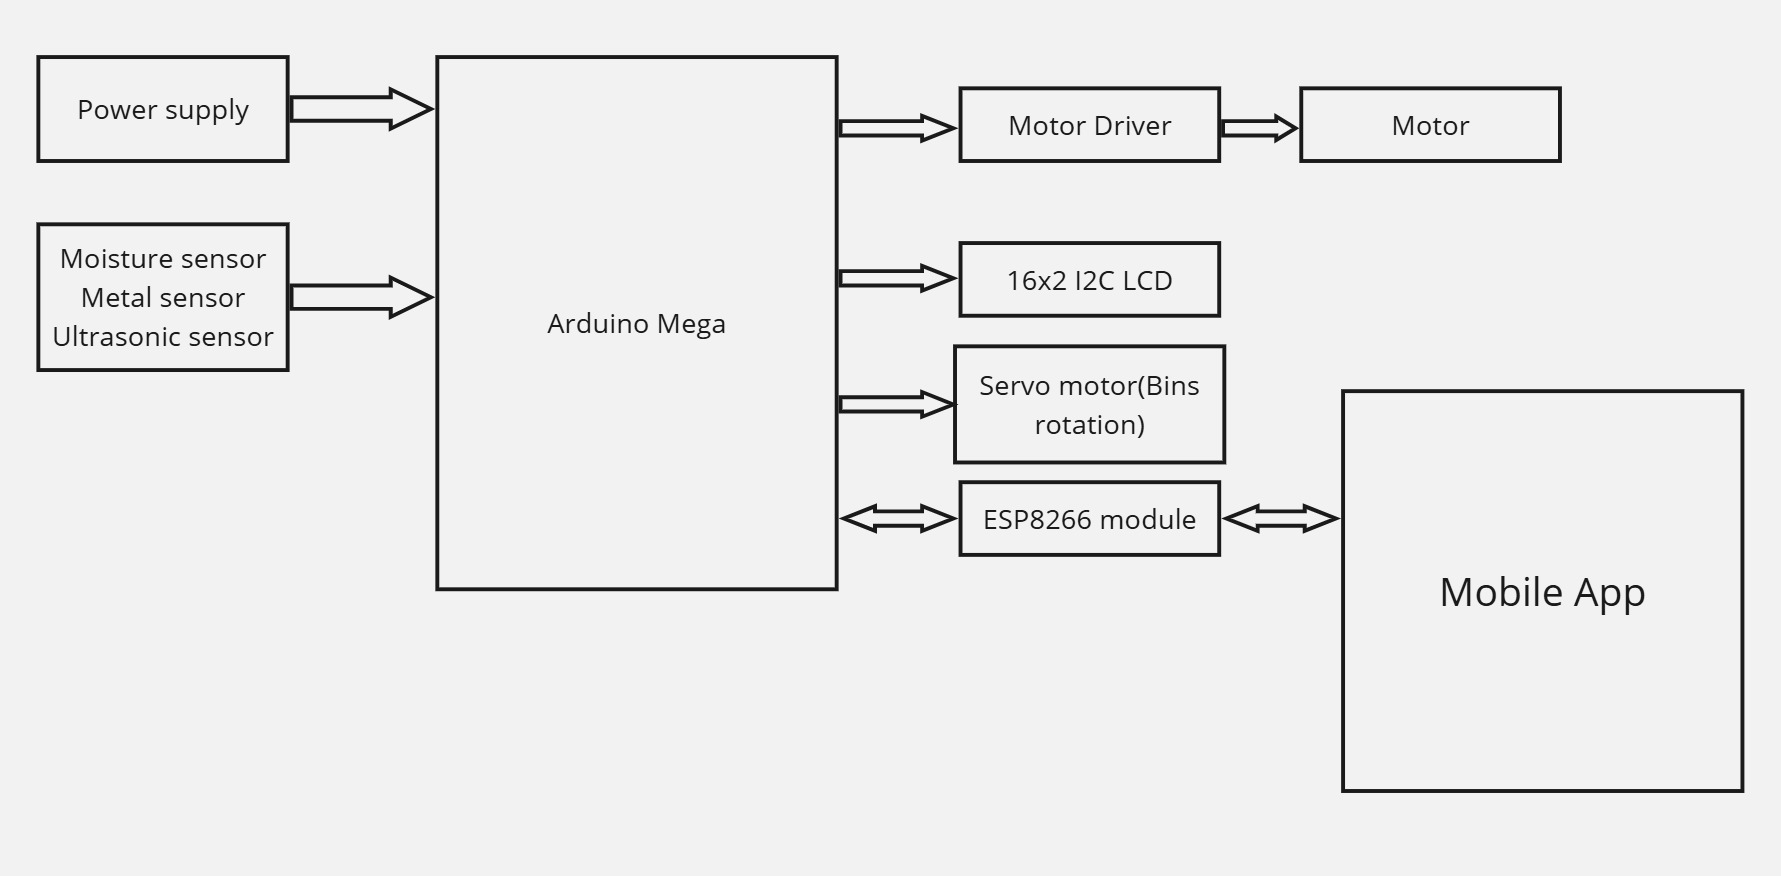 Power supply
Moisture sensor
Metal sensor
Ultrasonic sensor
Arduino Mega
Motor Driver
Motor
16x2 I2C LCD
Servo motor(Bins
rotation)
ESP8266 module
Mobile App